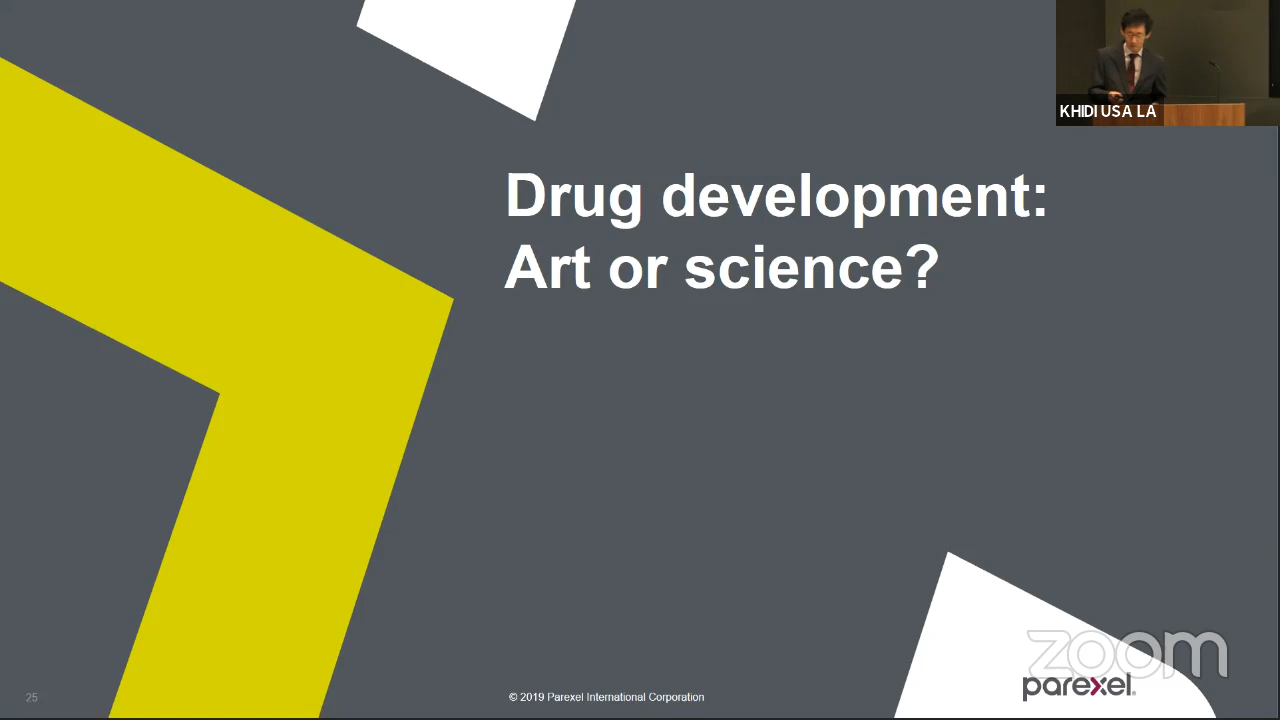 KHIDI USA LA
Drug development:
Art or science?
zoom
parexel.
25
© 2019 Parexel International Corporation